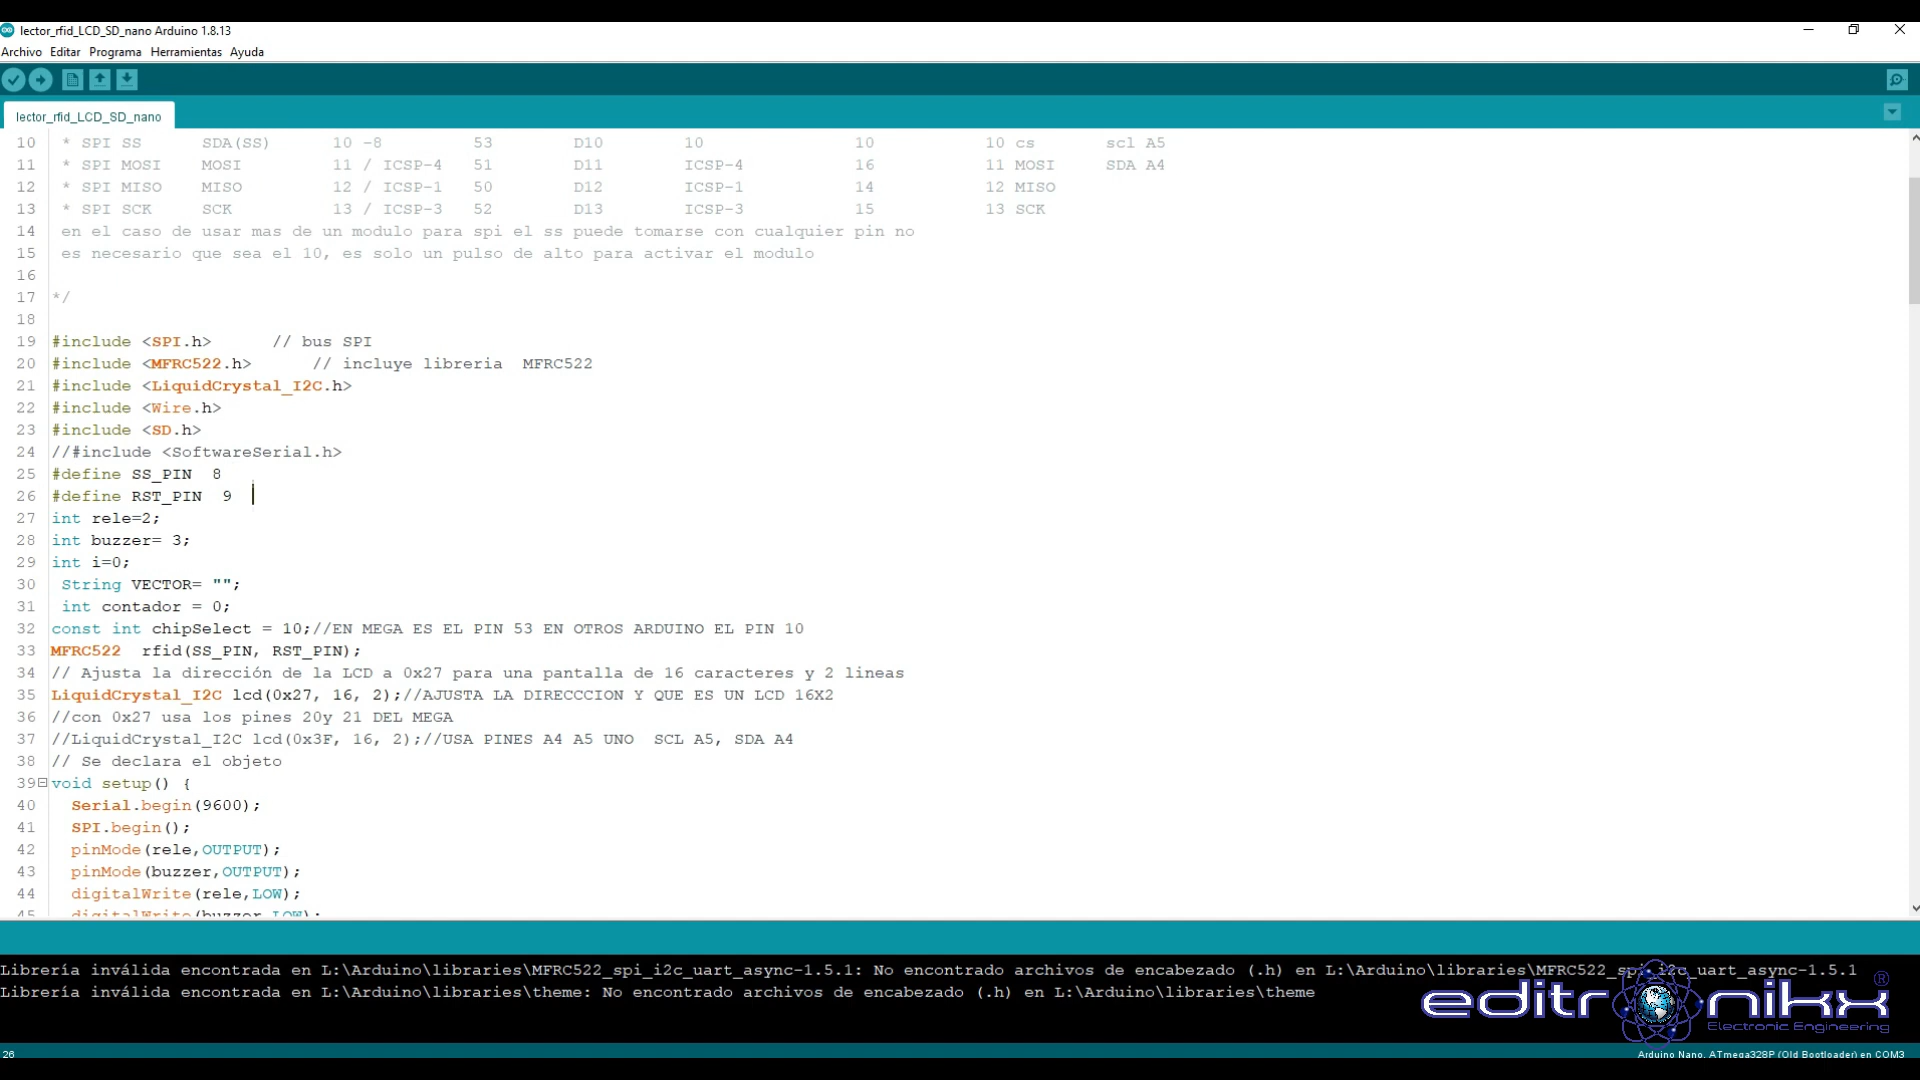 lector_rfid_LCD_SD_nano Arduino 1.8.13
Archivo Editar Programa Herramientas Ayuda
lector_rfid_LCD_SD_nano
10 * SPI SS SDA(SS) 10 -8 53 D10 10 10 10 cs scl A5
11 * SPI MOSI MOSI 11 / ICSP-4 51 D11 ICSP-4 16 11 MOSI SDA A4
12 * SPI MISO MISO 12 / ICSP-1 50 D12 ICSP-1 14 12 MISO
13 * SPI SCK SCK 13 / ICSP-3 52 D13 ICSP-3 15 13 SCK
14 en el caso de usar mas de un modulo para spi el ss puede tomarse con cualquier pin no
15 es necesario que sea el 10, es solo un pulso de alto para activar el modulo
16
17 */
18
19 #include <SPI.h> // bus SPI
20 #include <MFRC522.h> // incluye libreria MFRC522
21 #include <LiquidCrystal_I2C.h>
22 #include <Wire.h>
23 #include <SD.h>
24 //#include <SoftwareSerial.h>
25 #define SS_PIN 8
26 #define RST_PIN 9
27 int rele=2;
28 int buzzer= 3;
29 int i=0;
30 String VECTOR= "";
31 int contador = 0;
32 const int chipSelect = 10;//EN MEGA ES EL PIN 53 EN OTROS ARDUINO EL PIN 10
33 MFRC522 rfid(SS_PIN, RST_PIN);
34 // Ajusta la dirección de la LCD a 0x27 para una pantalla de 16 caracteres y 2 lineas
35 LiquidCrystal_I2C lcd(0x27, 16, 2);//AJUSTA LA DIRECCCION Y QUE ES UN LCD 16X2
36 //con 0x27 usa los pines 20y 21 DEL MEGA
37 //LiquidCrystal_I2C lcd(0x3F, 16, 2);//USA PINES A4 A5 UNO SCL A5, SDA A4
38 // Se declara el objeto
39 void setup() {
40 Serial.begin(9600);
41 SPI.begin();
42 pinMode(rele,OUTPUT);
43 pinMode(buzzer,OUTPUT);
44 digitalWrite(rele,LOW);
45 digitalWrite(buzzer,LOW);
Librería inválida encontrada en L:\Arduino\libraries\MFRC522_spi_i2c_uart_async-1.5.1: No encontrado archivos de encabezado (.h) en L:\Arduino\libraries\MFRC522_spi_i2c_uart_async-1.5.1
Librería inválida encontrada en L:\Arduino\libraries\theme: No encontrado archivos de encabezado (.h) en L:\Arduino\libraries\theme
editronikx ®
Electronic Engineering
26 Arduino Nano, ATmega328P (Old Bootloader) en COM3